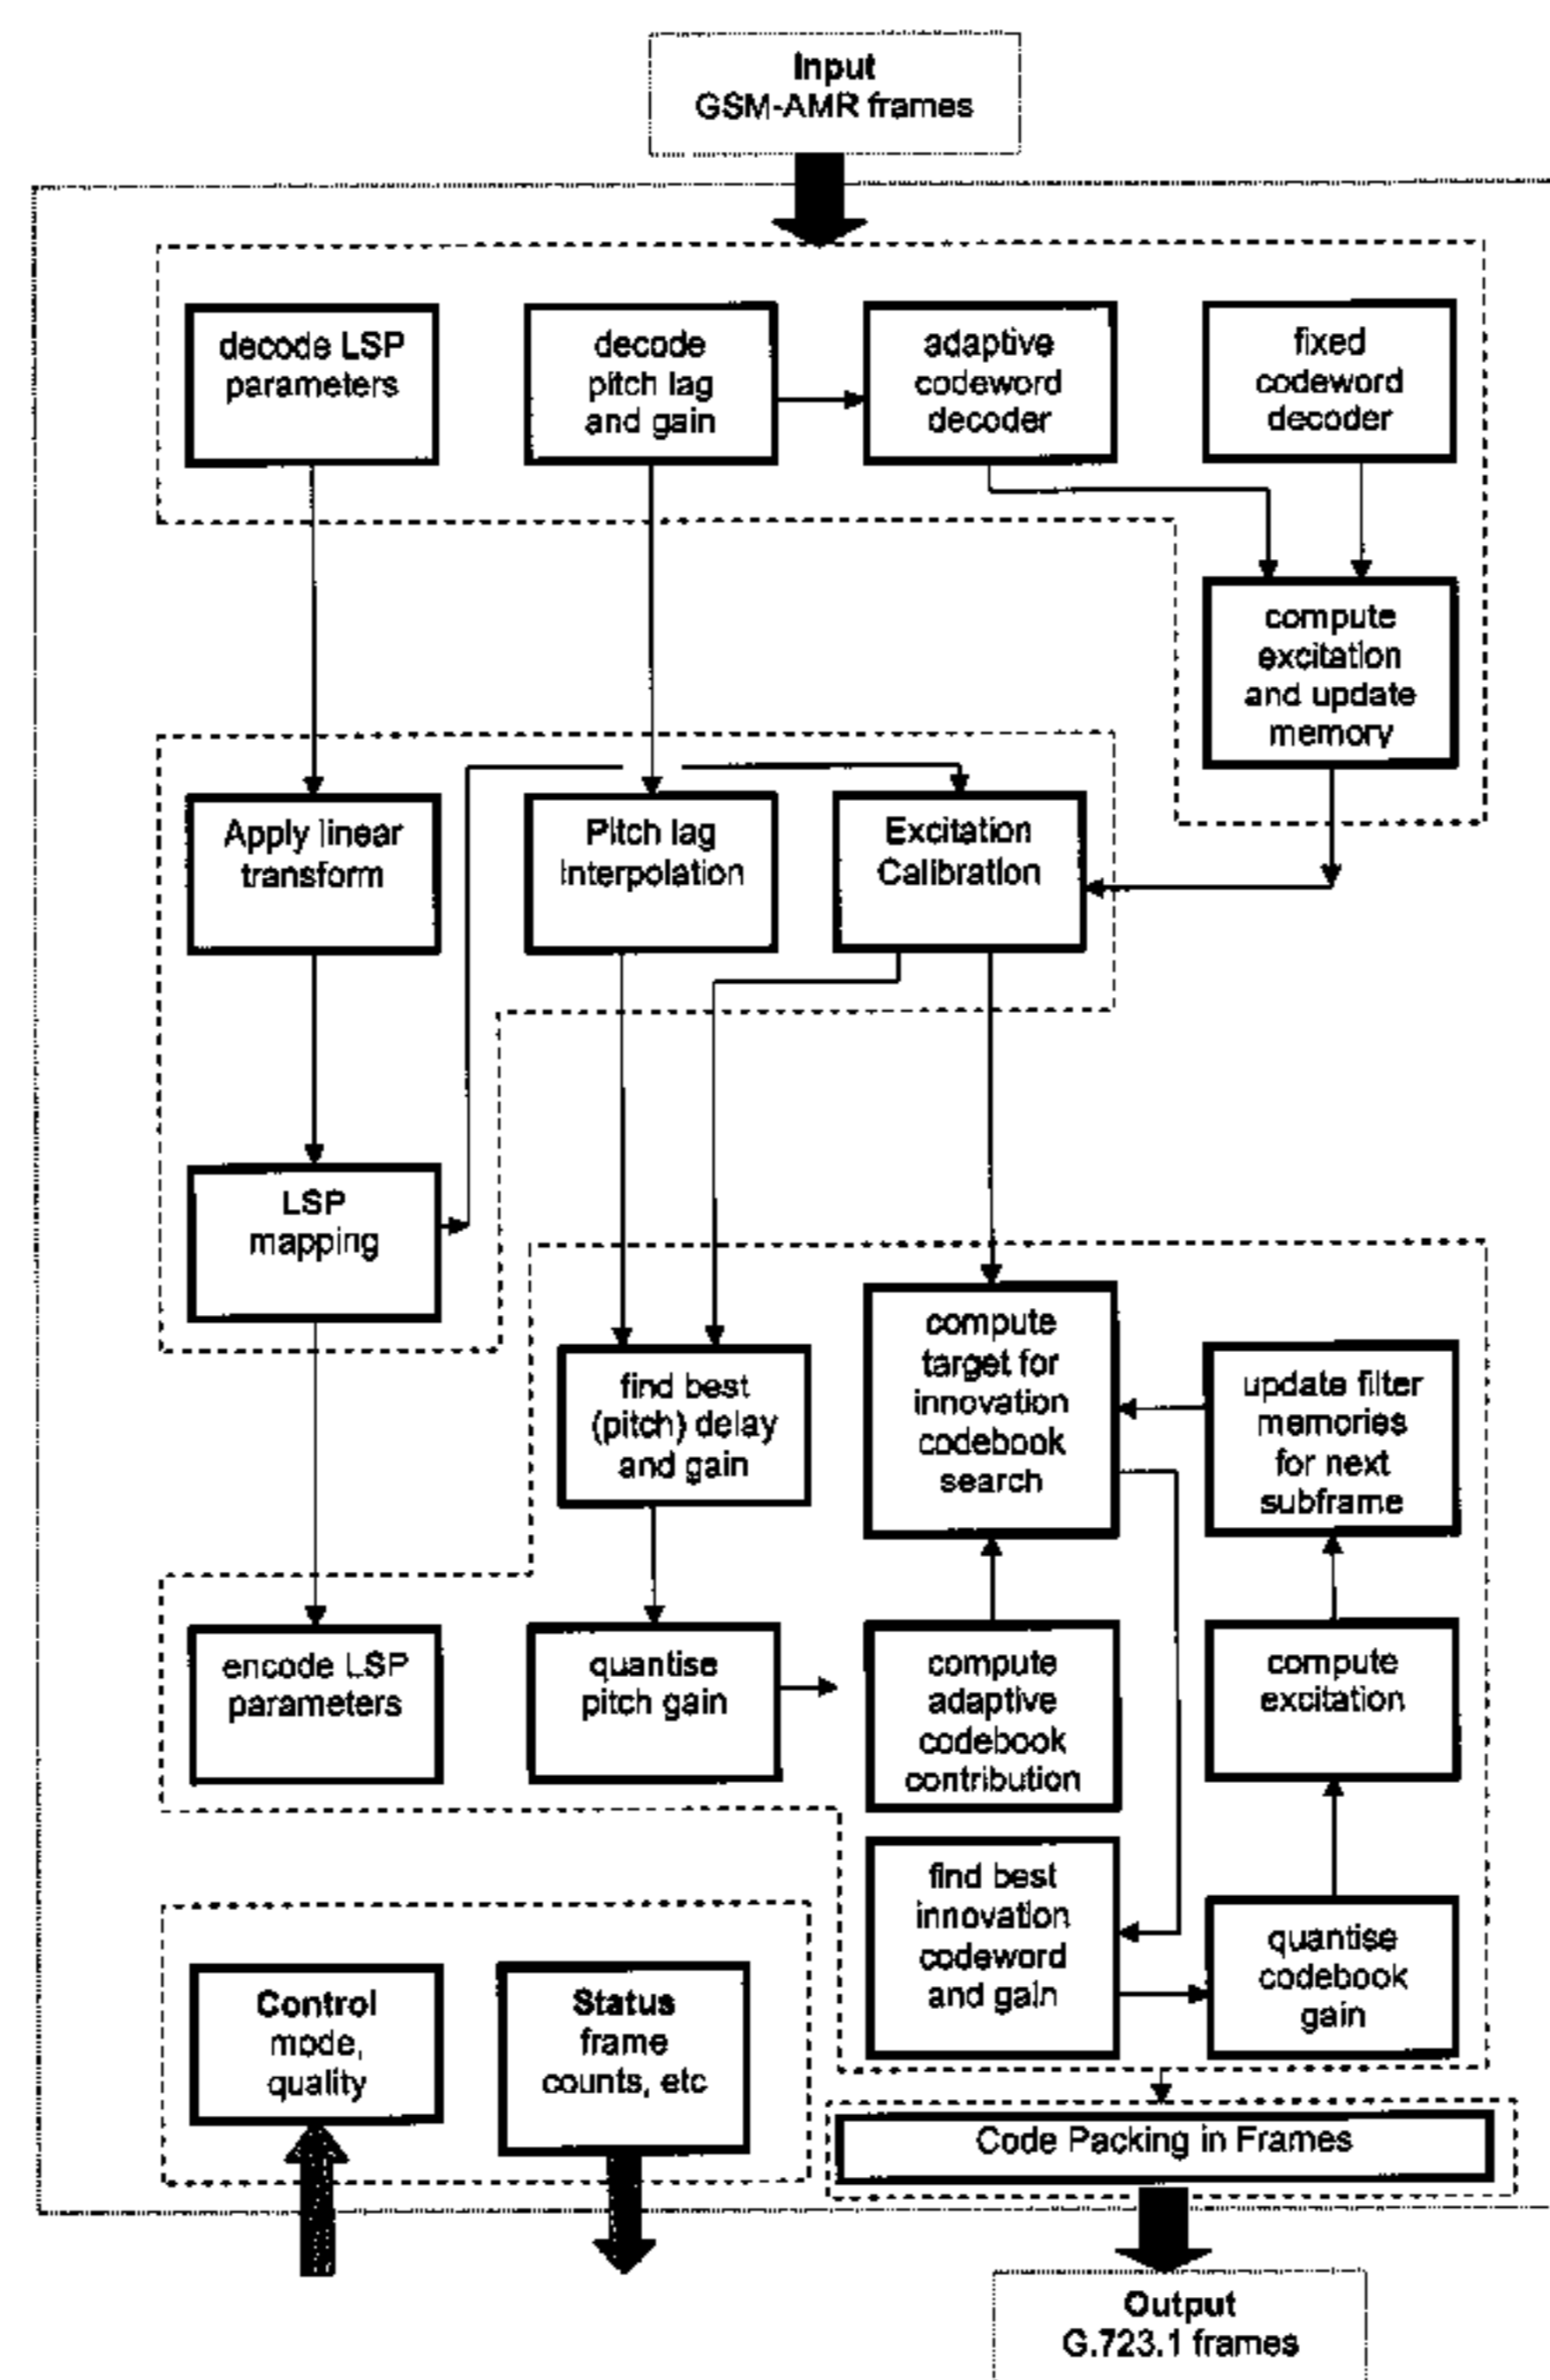 Input
GSM-AMR frames
decode LSP
parameters
decode
pitch lag
and gain
adaptive
codeword
decoder
fixed
codeword
decoder
compute
excitation
and update
memory
Apply linear
transform
Pitch lag
Interpolation
Excitation
Calibration
LSP
mapping
find best
(pitch) delay
and gain
compute
target for
innovation
codebook
search
update filter
memories
for next
subframe
encode LSP
parameters
quantise
pitch gain
compute
adaptive
codebook
contribution
compute
excitation
find best
innovation
codeword
and gain
quantise
codebook
gain
Control
mode,
quality
Status
frame
counts, etc
Code Packing in Frames
Output
G.723.1 frames